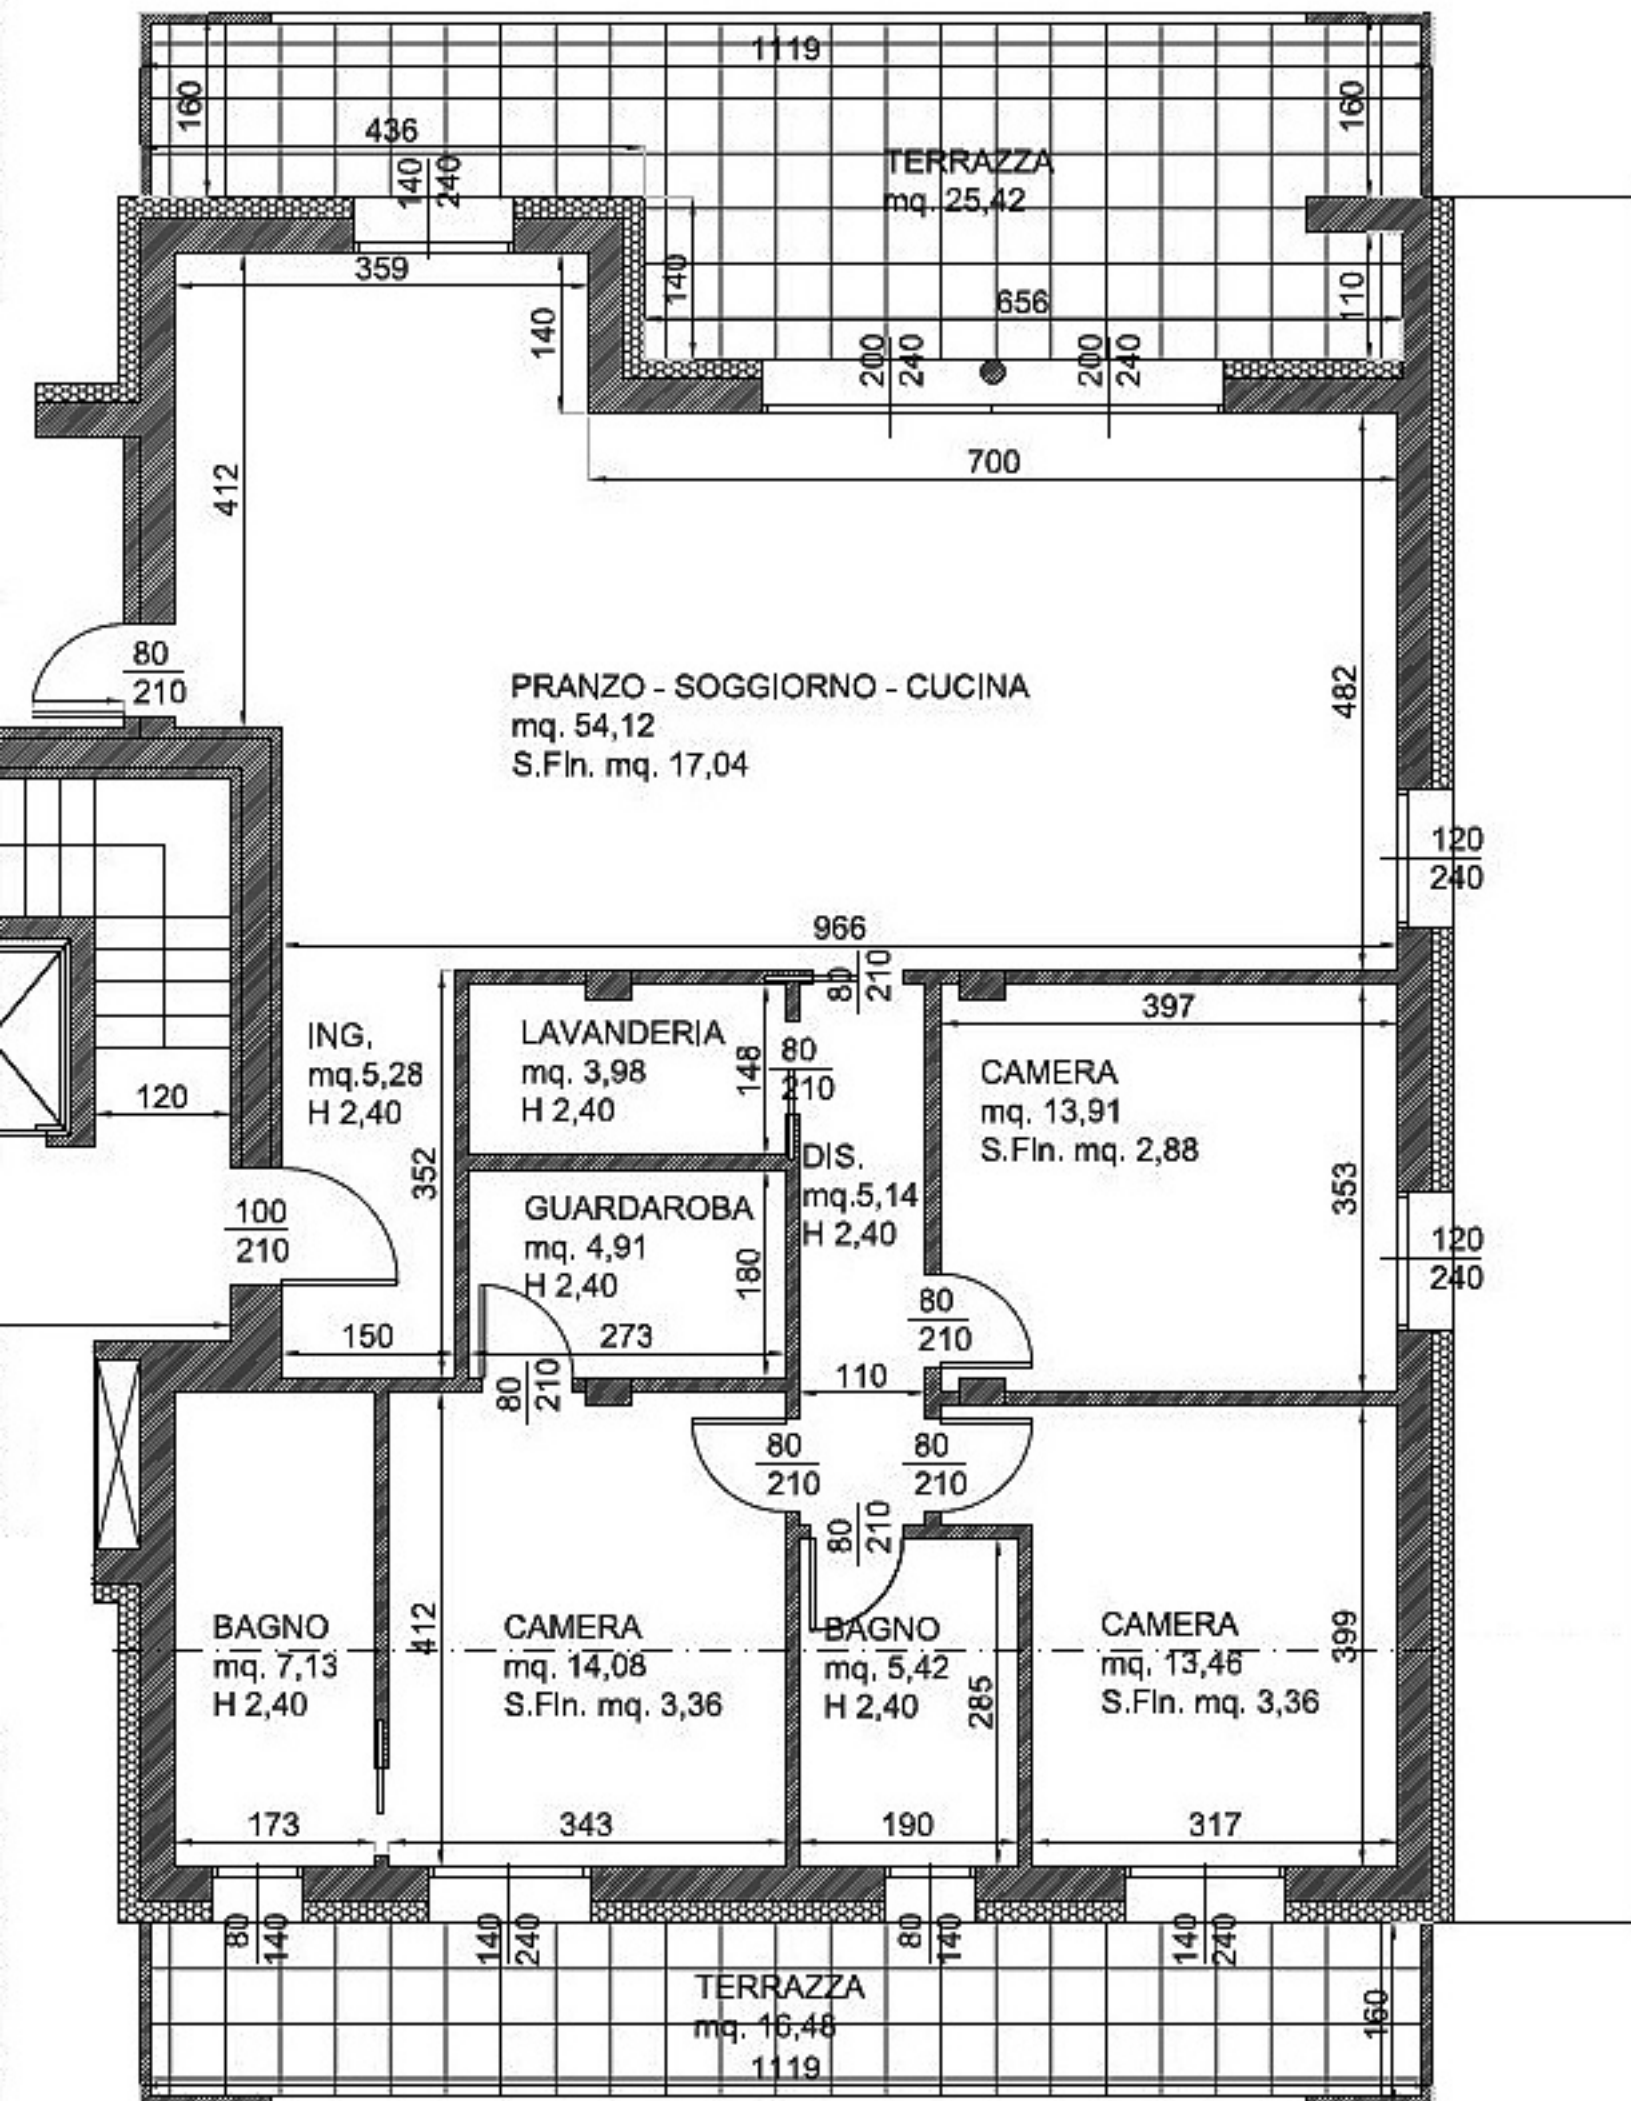 1119
160
160
436
140
240
TERRAZZA
mq. 25,42
359
140
140
656
110
200
240
200
240
412
700
80
210
PRANZO - SOGGIORNO - CUCINA
mq. 54,12
S.Fin. mq. 17,04
482
120
240
966
80
210
397
ING.
mq.5,28
H 2,40
LAVANDERIA
mq. 3,98
H 2,40
148
80
210
CAMERA
mq. 13,91
S.Fin. mq. 2,88
120
352
DIS.
mq.5,14
H 2,40
353
GUARDAROBA
mq. 4,91
H 2,40
180
100
210
120
240
80
210
150
273
110
80
210
80
210
80
210
80
210
BAGNO
mq. 7,13
H 2,40
412
CAMERA
mq. 14,08
S.Fin. mq. 3,36
BAGNO
mq. 5,42
H 2,40
285
CAMERA
mq. 13,46
S.Fin. mq. 3,36
399
173
343
190
317
80
140
140
240
80
140
140
240
TERRAZZA
mq. 16,48
1119
160